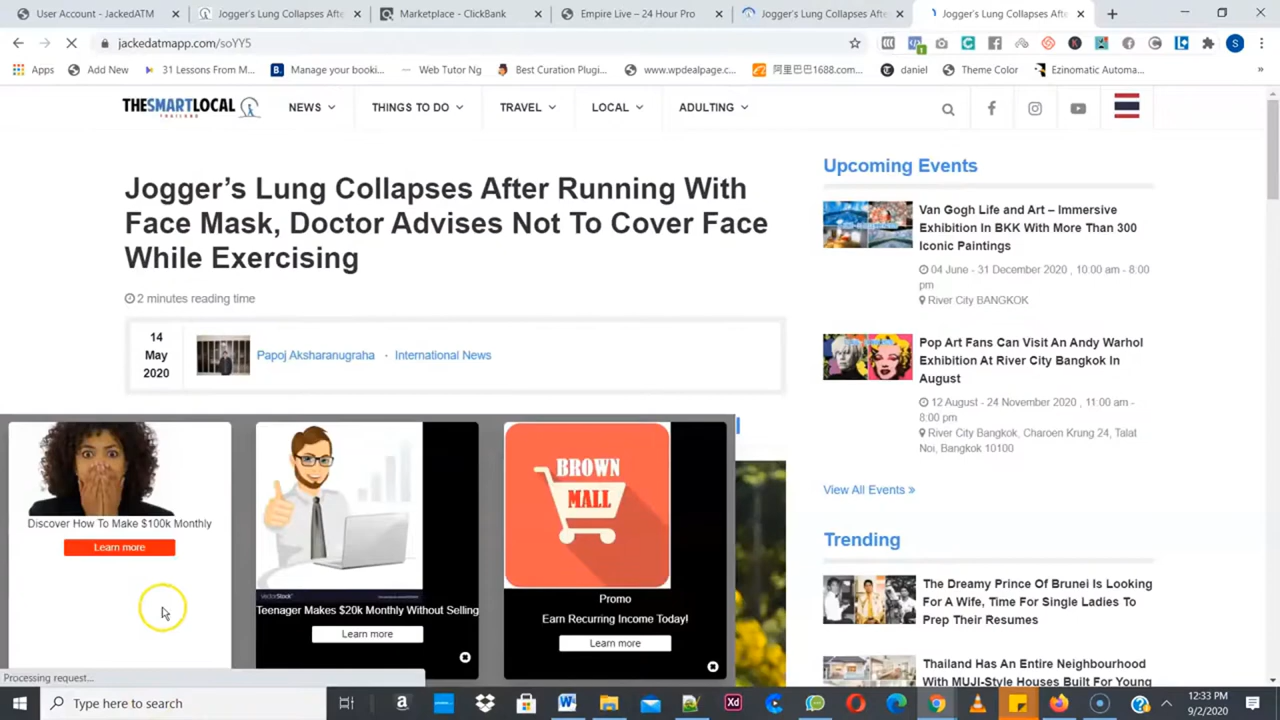 User Account - JackedATM
Jogger's Lung Collapses Afte
Marketplace - ClickBank
Empire Live – 24 Hour Pro
Jogger's Lung Collapses Afte
Jogger's Lung Collapses Afte
jackedatmapp.com/soYY5
Apps
Add New
31 Lessons From M...
Manage your booki...
Web Tutor Ng
Best Curation Plugi...
www.wpdealpage.c...
阿里巴巴1688.com...
daniel
Theme Color
Ezinomatic Automa...
THESMARTLOCAL
THAILAND
NEWS
THINGS TO DO
TRAVEL
LOCAL
ADULTING
Jogger's Lung Collapses After Running With
Face Mask, Doctor Advises Not To Cover Face
While Exercising
2 minutes reading time
14
May
2020
Papoj Aksharanugraha · International News
Upcoming Events
Van Gogh Life and Art – Immersive
Exhibition In BKK With More Than 300
Iconic Paintings
04 June - 31 December 2020 , 10.00 am - 8.00
pm
River City BANGKOK
Pop Art Fans Can Visit An Andy Warhol
Exhibition At River City Bangkok In
August
12 August - 24 November 2020 , 11:00 am -
8:00 pm
River City Bangkok, Charoen Krung 24, Talat
Noi, Bangkok 10100
View All Events »
Trending
The Dreamy Prince Of Brunei Is Looking
For A Wife, Time For Single Ladies To
Prep Their Resumes
Thailand Has An Entire Neighbourhood
With MUJI-Style Houses Built For Young
Discover How To Make $100k Monthly
Learn more
VectorStock
Teenager Makes $20k Monthly Without Selling
Learn more
BROWN
MALL
Promo
Earn Recurring Income Today!
Learn more
Processing request...
Type here to search
12:33 PM
9/2/2020